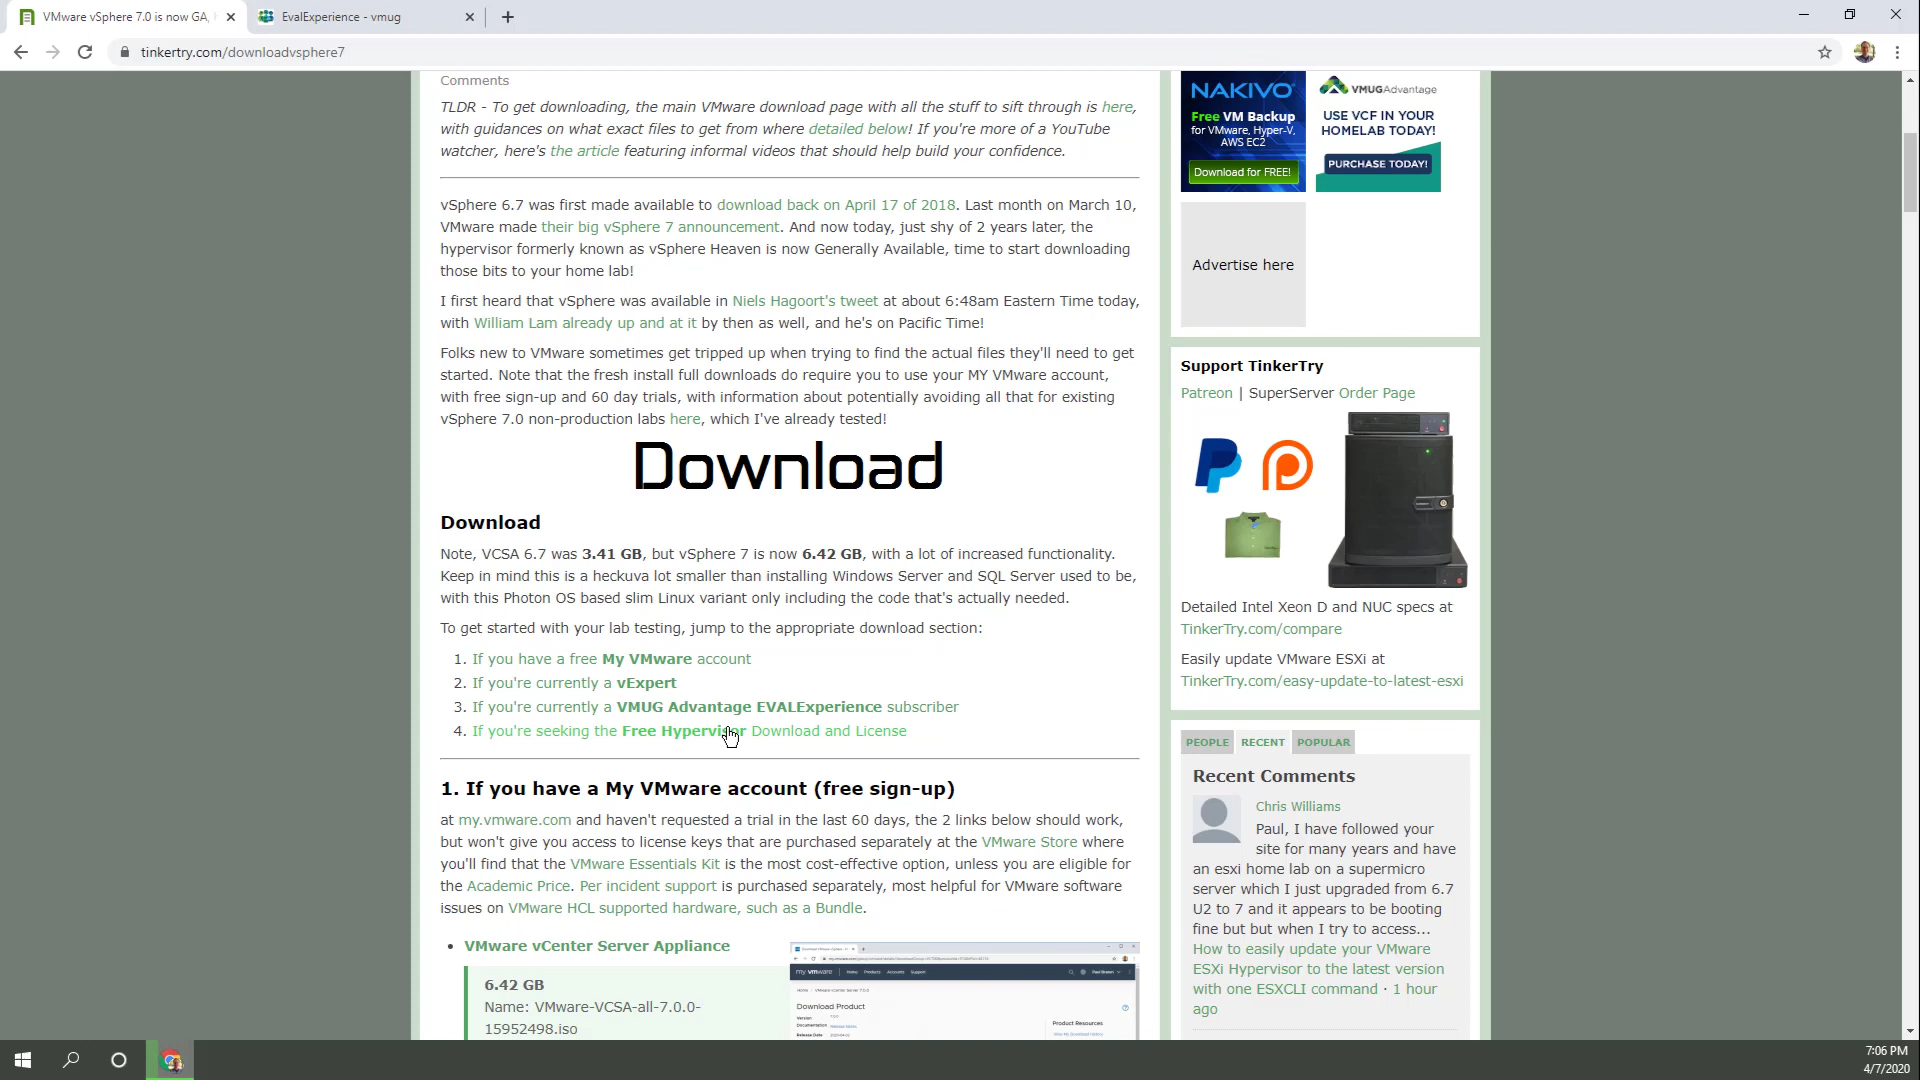 VMware vSphere 7.0 is now GA,
EvalExperience - vmug
tinkertry.com/downloadvsphere7
Comments
TLDR - To get downloading, the main VMware download page with all the stuff to sift through is here,
with guidances on what exact files to get from where detailed below! If you're more of a YouTube
watcher, here's the article featuring informal videos that should help build your confidence.
vSphere 6.7 was first made available to download back on April 17 of 2018. Last month on March 10,
VMware made their big vSphere 7 announcement. And now today, just shy of 2 years later, the
hypervisor formerly known as vSphere Heaven is now Generally Available, time to start downloading
those bits to your home lab!
I first heard that vSphere was available in Niels Hagoort's tweet at about 6:48am Eastern Time today,
with William Lam already up and at it by then as well, and he's on Pacific Time!
Folks new to VMware sometimes get tripped up when trying to find the actual files they'll need to get
started. Note that the fresh install full downloads do require you to use your MY VMware account,
with free sign-up and 60 day trials, with information about potentially avoiding all that for existing
vSphere 7.0 non-production labs here, which I've already tested!
Download
Download
Note, VCSA 6.7 was 3.41 GB, but vSphere 7 is now 6.42 GB, with a lot of increased functionality.
Keep in mind this is a heckuva lot smaller than installing Windows Server and SQL Server used to be,
with this Photon OS based slim Linux variant only including the code that's actually needed.
To get started with your lab testing, jump to the appropriate download section:
1. If you have a free My VMware account
2. If you're currently a vExpert
3. If you're currently a VMUG Advantage EVALExperience subscriber
4. If you're seeking the Free Hypervisor Download and License
1. If you have a My VMware account (free sign-up)
at my.vmware.com and haven't requested a trial in the last 60 days, the 2 links below should work,
but won't give you access to license keys that are purchased separately at the VMware Store where
you'll find that the VMware Essentials Kit is the most cost-effective option, unless you are eligible for
the Academic Price. Per incident support is purchased separately, most helpful for VMware software
issues on VMware HCL supported hardware, such as a Bundle.
• VMware vCenter Server Appliance
6.42 GB
Name: VMware-VCSA-all-7.0.0-
15952498.iso
my vmware
Home Products Accounts Support
Download Product
Version
Documentation
Release Date
Product Resources
NAKIVO
Free VM Backup
for VMware, Hyper-V,
AWS EC2
Download for FREE!
VMUG Advantage
USE VCF IN YOUR
HOMELAB TODAY!
PURCHASE TODAY!
Advertise here
Support TinkerTry
Patreon | SuperServer Order Page
Detailed Intel Xeon D and NUC specs at
TinkerTry.com/compare
Easily update VMware ESXi at
TinkerTry.com/easy-update-to-latest-esxi
PEOPLE RECENT POPULAR
Recent Comments
Chris Williams
Paul, I have followed your
site for many years and have
an esxi home lab on a supermicro
server which I just upgraded from 6.7
U2 to 7 and it appears to be booting
fine but but when I try to access...
How to easily update your VMware
ESXi Hypervisor to the latest version
with one ESXCLI command · 1 hour
ago
7:06 PM
4/7/2020